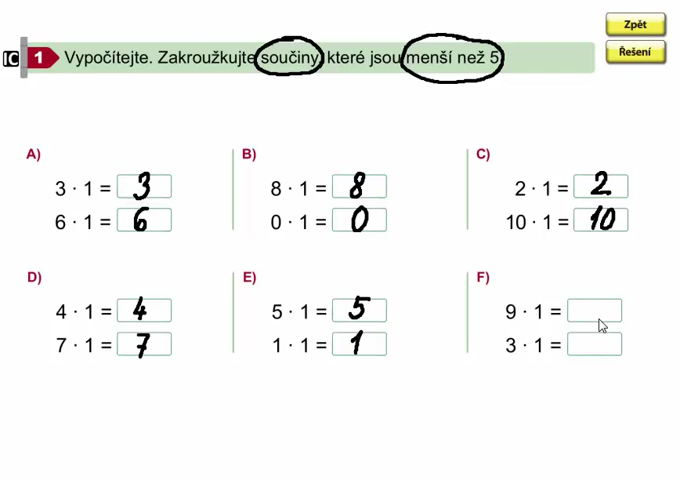 Zpět
Řešení
1 Vypočítejte. Zakroužkujte součiny, které jsou menší než 5.
A)
3 · 1 = 3
6 · 1 = 6
B)
8 · 1 = 8
0 · 1 = 0
C)
2 · 1 = 2
10 · 1 = 10
D)
4 · 1 = 4
7 · 1 = 7
E)
5 · 1 = 5
1 · 1 = 1
F)
9 · 1 =
3 · 1 =